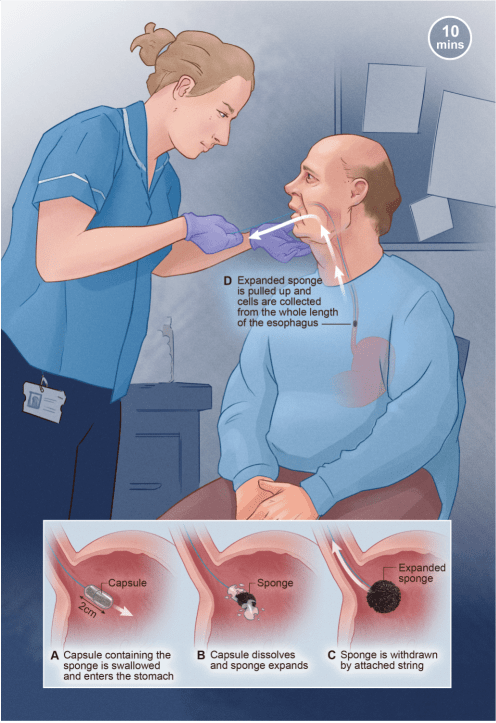 10
mins
D Expanded sponge
is pulled up and
cells are collected
from the whole length
of the esophagus
Capsule
2cm
Sponge
Expanded
sponge
A Capsule containing the
sponge is swallowed
and enters the stomach
B Capsule dissolves
and sponge expands
C Sponge is withdrawn
by attached string